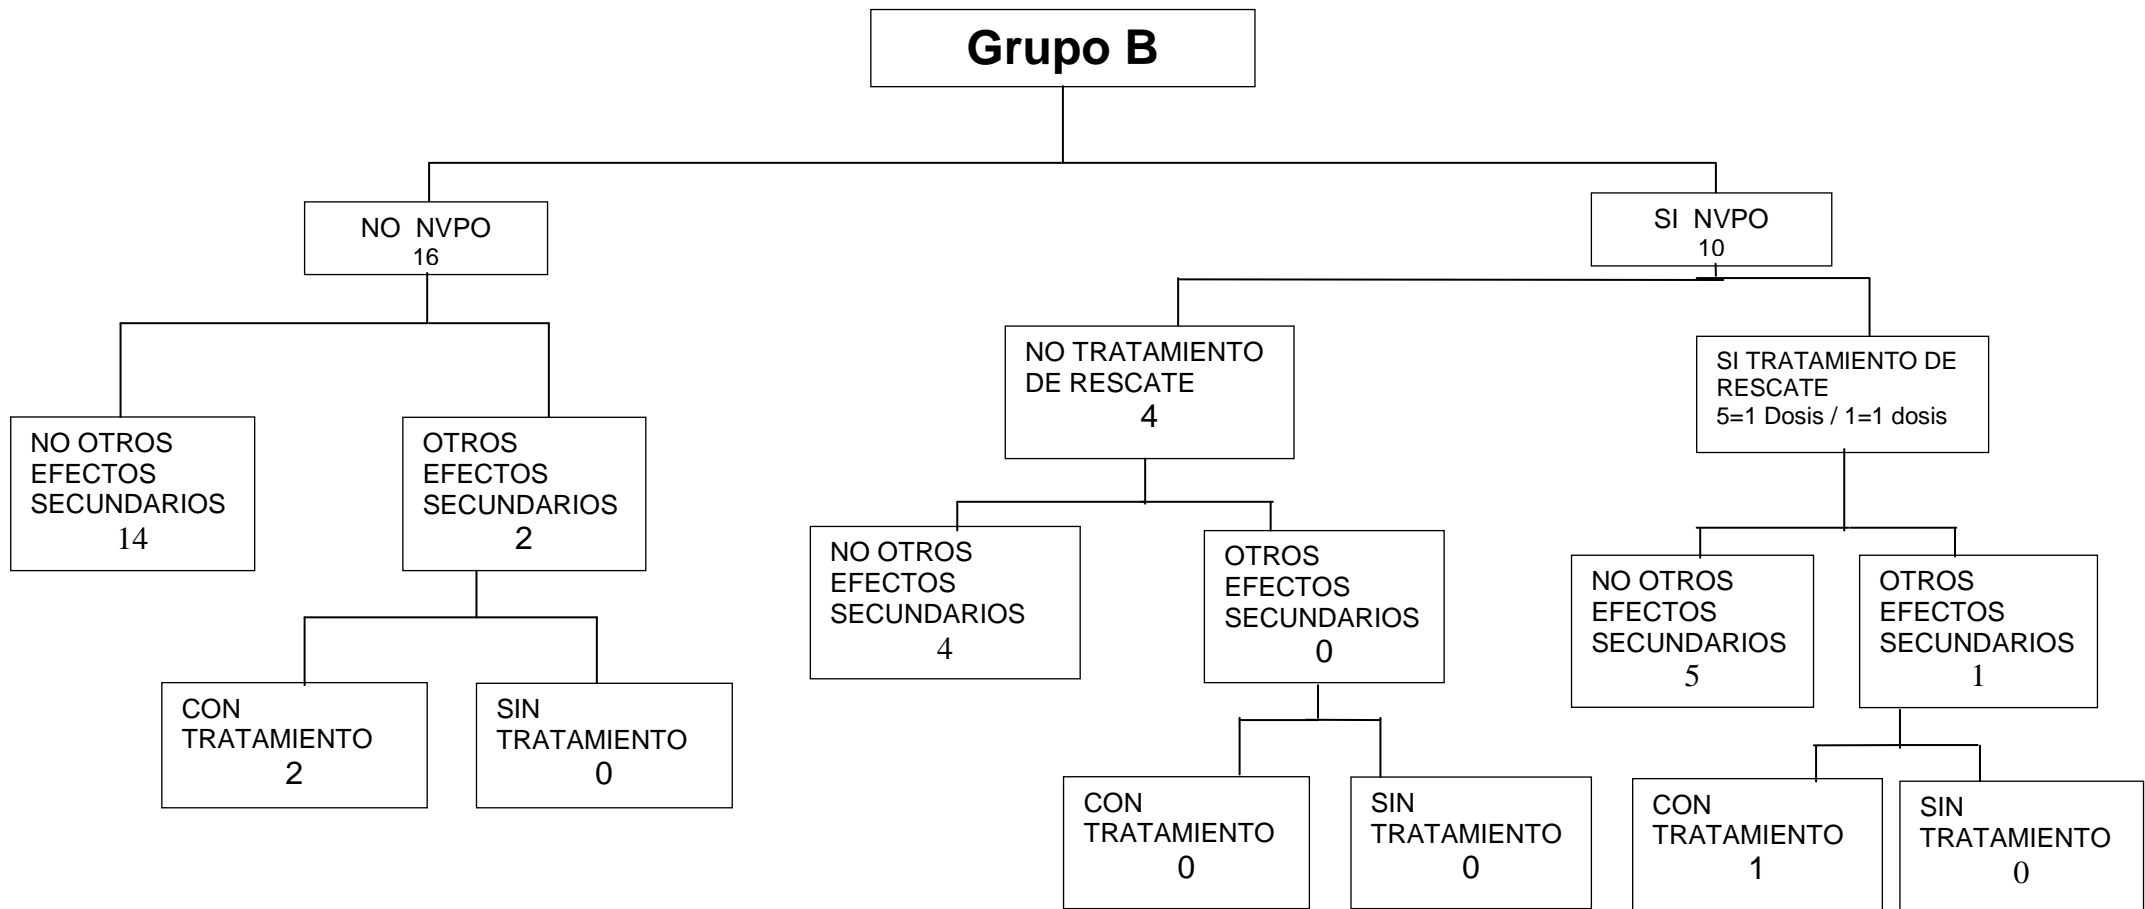 Grupo B
NO NVPO
16
SI NVPO
10
NO OTROS
EFECTOS
SECUNDARIOS
14
OTROS
EFECTOS
SECUNDARIOS
2
CON
TRATAMIENTO
2
SIN
TRATAMIENTO
0
NO TRATAMIENTO
DE RESCATE
4
SI TRATAMIENTO DE
RESCATE
5=1 Dosis / 1=1 dosis
NO OTROS
EFECTOS
SECUNDARIOS
4
OTROS
EFECTOS
SECUNDARIOS
0
CON
TRATAMIENTO
0
SIN
TRATAMIENTO
0
NO OTROS
EFECTOS
SECUNDARIOS
5
OTROS
EFECTOS
SECUNDARIOS
1
CON
TRATAMIENTO
1
SIN
TRATAMIENTO
0